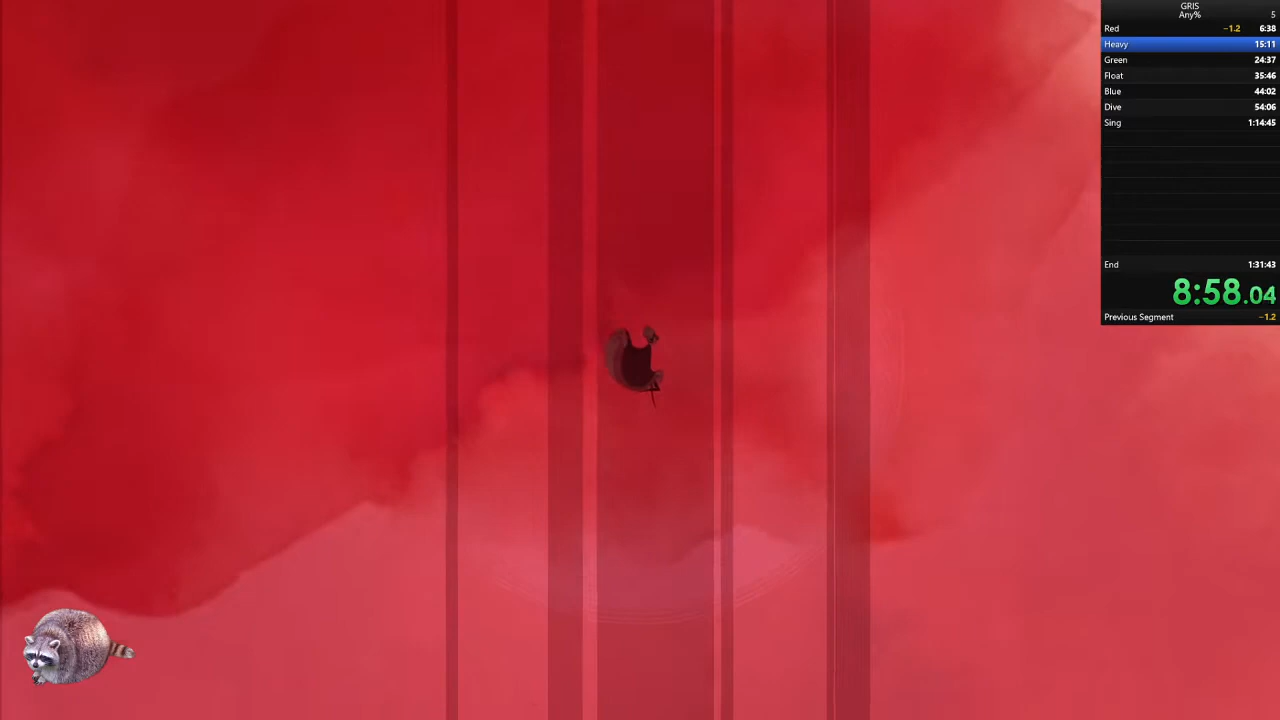 GRIS
Any% 5
Red −1.2 6:38
Heavy 15:11
Green 24:37
Float 35:46
Blue 44:02
Dive 54:06
Sing 1:14:45
End 1:31:43
8:58.04
Previous Segment −1.2